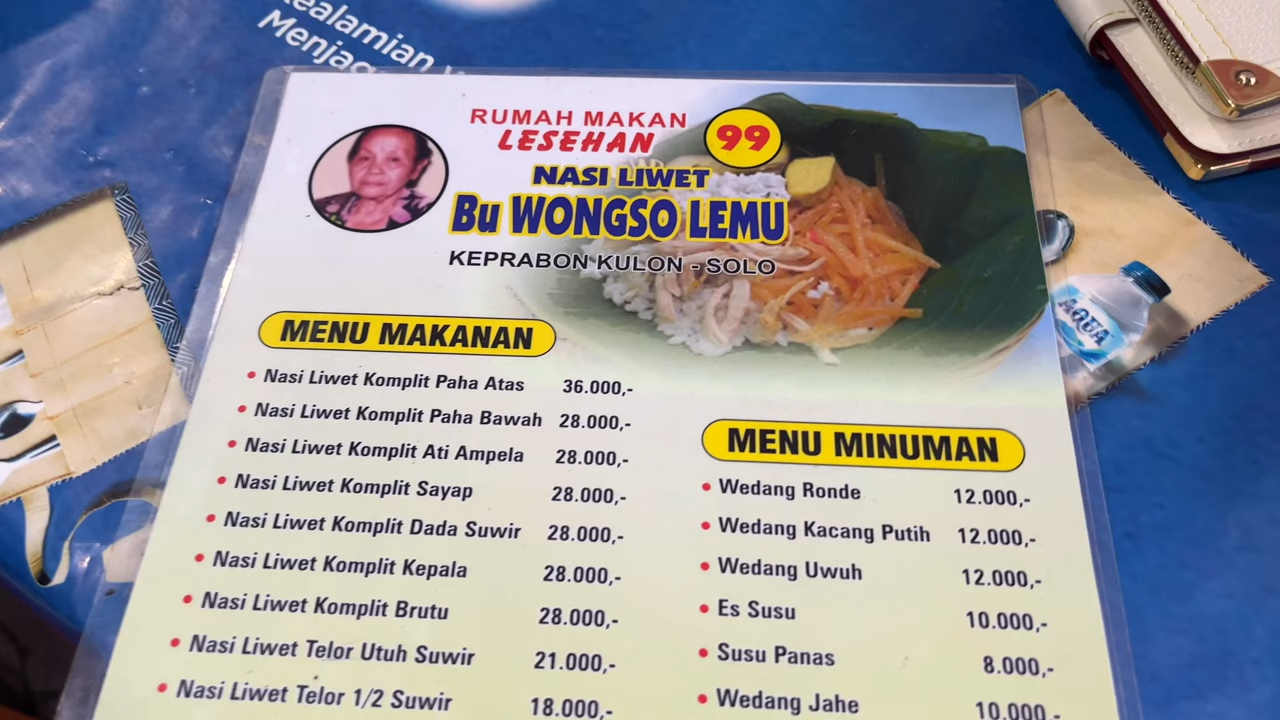 Menjag
RUMAH MAKAN
LESEHAN
99
NASI LIWET
Bu WONGSO LEMU
KEPRABON KULON - SOLO
MENU MAKANAN
Nasi Liwet Komplit Paha Atas 36.000,-
Nasi Liwet Komplit Paha Bawah 28.000,-
Nasi Liwet Komplit Ati Ampela 28.000,-
Nasi Liwet Komplit Sayap 28.000,-
Nasi Liwet Komplit Dada Suwir 28.000,-
Nasi Liwet Komplit Kepala 28.000,-
Nasi Liwet Komplit Brutu 28.000,-
Nasi Liwet Telor Utuh Suwir 21.000,-
Nasi Liwet Telor 1/2 Suwir 18.000,-
MENU MINUMAN
Wedang Ronde 12.000,-
Wedang Kacang Putih 12.000,-
Wedang Uwuh 12.000,-
Es Susu 10.000,-
Susu Panas 8.000,-
Wedang Jahe 10.000,-
AQUA